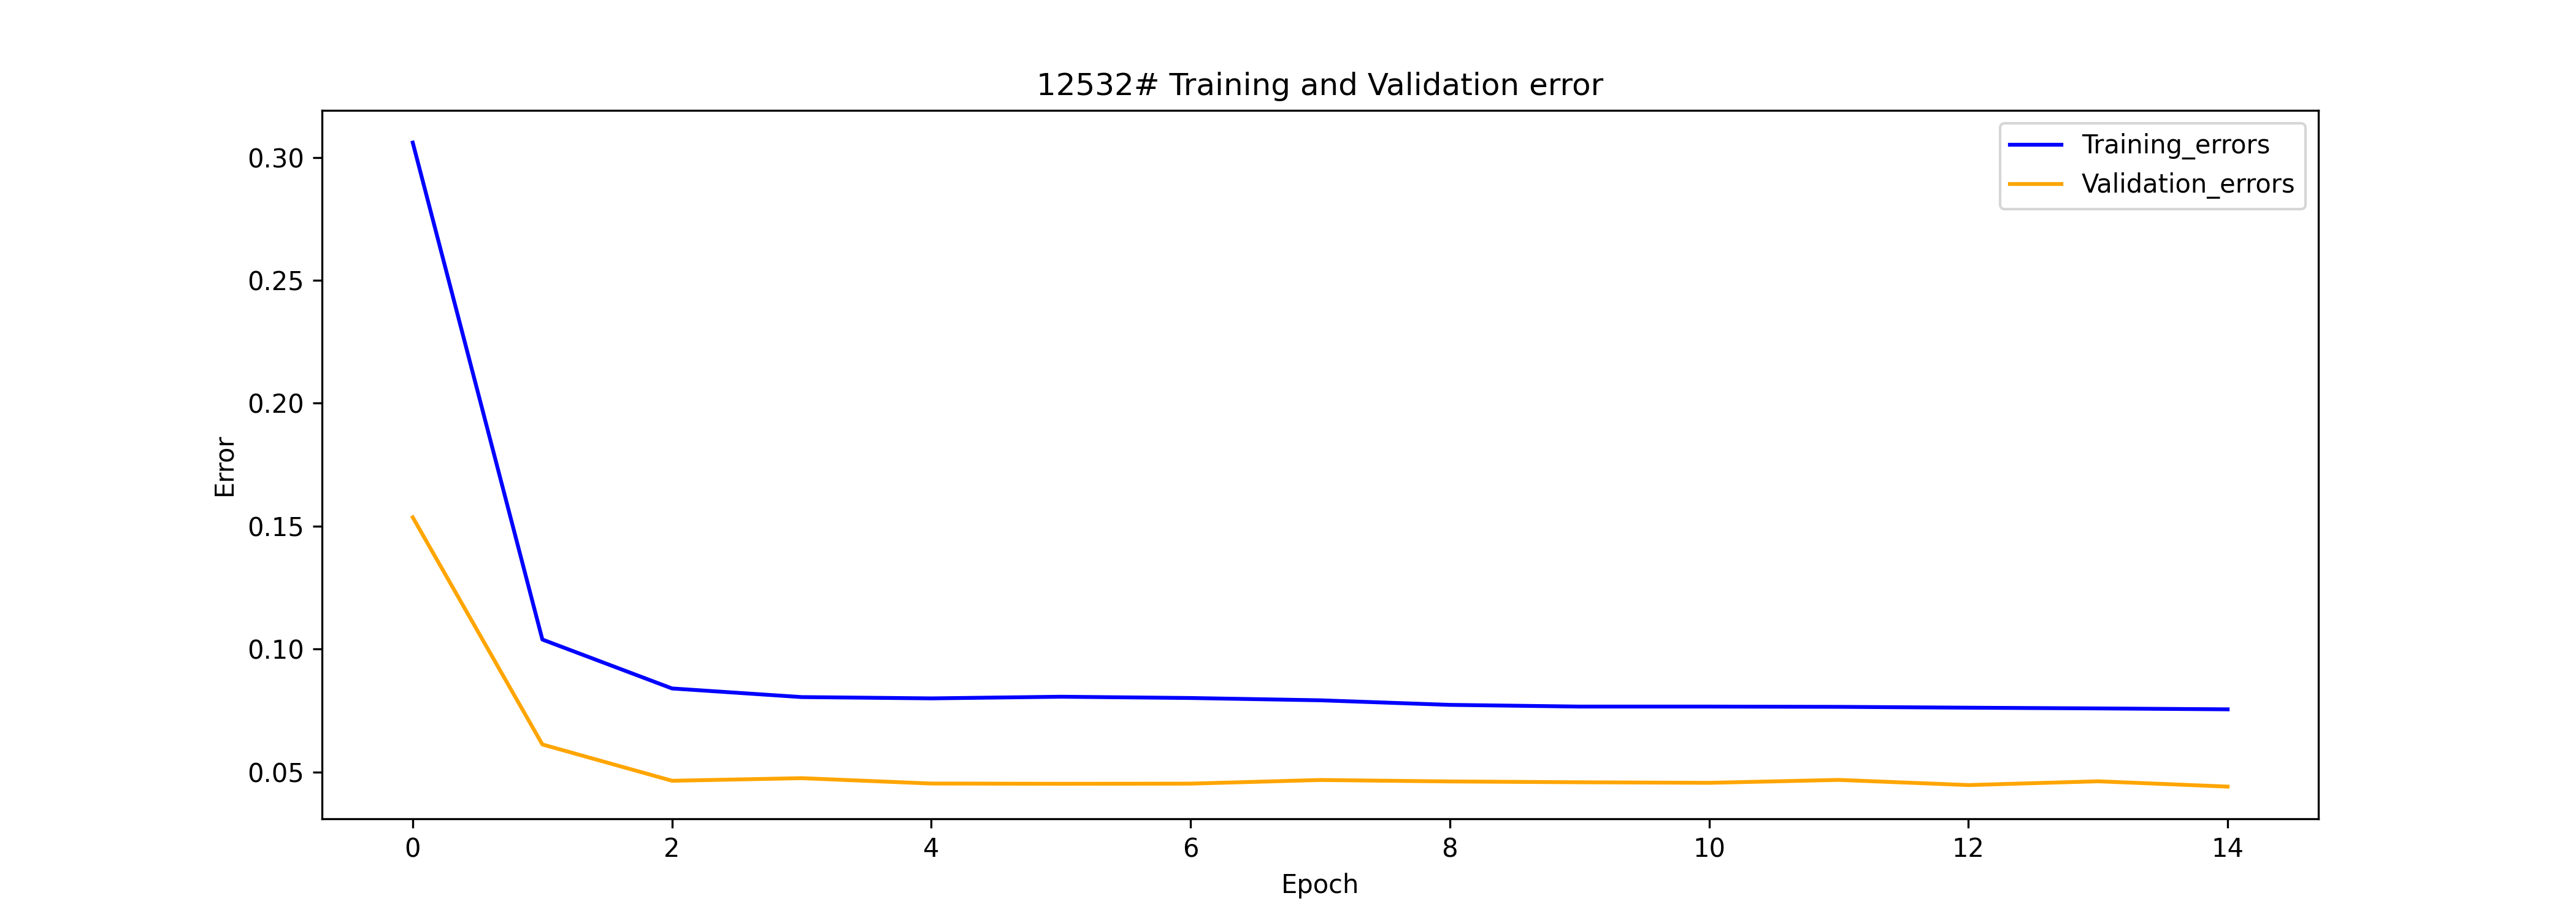 12532# Training and Validation error
Training_errors
Validation_errors
0.30
0.25
0.20
0.15
0.10
0.05
Error
0 2 4 6 8 10 12 14
Epoch